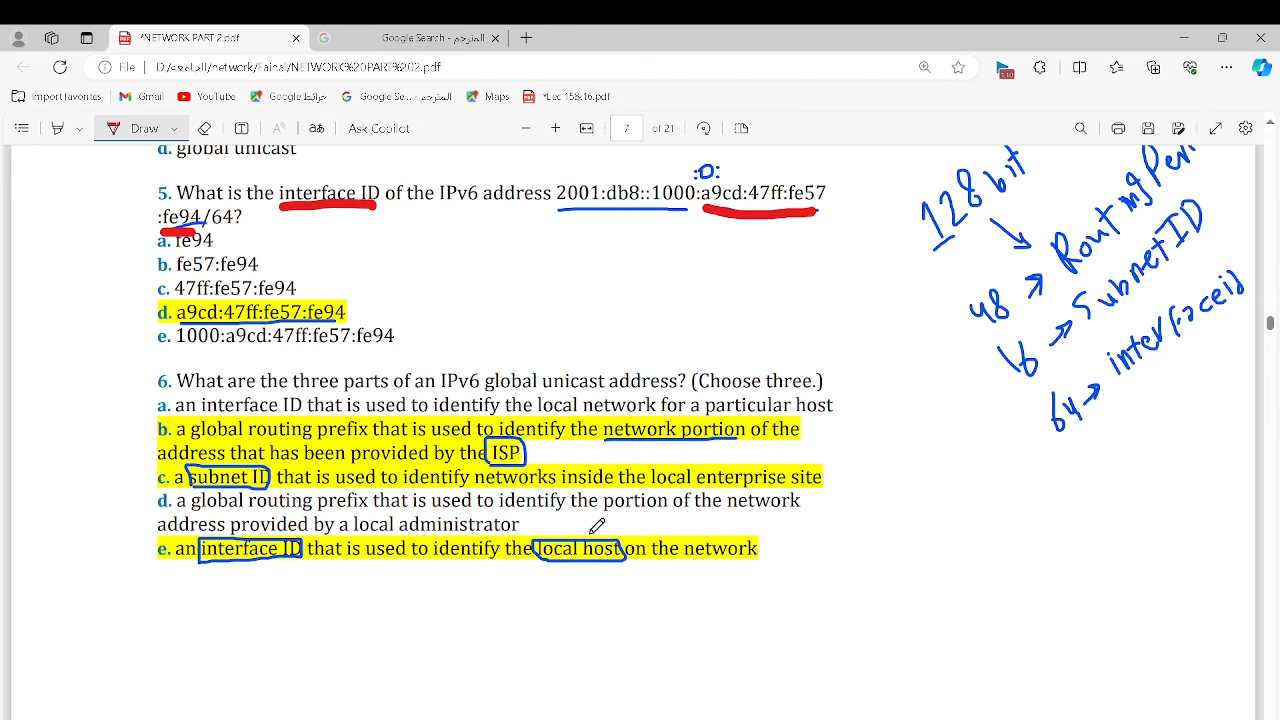 *NETWORK PART 2.pdf
Google Search - المترجم
File D:/الجامعه/network/Fainal/NETWORK%20PART%202.pdf
Import favorites Gmail YouTube خرائط Google Google Se... - المترجم Maps *Lec 15&16.pdf
Draw Ask Copilot 7 of 21
1.10
d. global unicast
:0:
5. What is the interface ID of the IPv6 address 2001:db8::1000:a9cd:47ff:fe57
:fe94/64?
a. fe94
b. fe57:fe94
c. 47ff:fe57:fe94
d. a9cd:47ff:fe57:fe94
e. 1000:a9cd:47ff:fe57:fe94
6. What are the three parts of an IPv6 global unicast address? (Choose three.)
a. an interface ID that is used to identify the local network for a particular host
b. a global routing prefix that is used to identify the network portion of the
address that has been provided by the ISP
c. a subnet ID that is used to identify networks inside the local enterprise site
d. a global routing prefix that is used to identify the portion of the network
address provided by a local administrator
e. an interface ID that is used to identify the local host on the network
128 bit
48 → Routing
16 → Subnet ID
64 → interface id